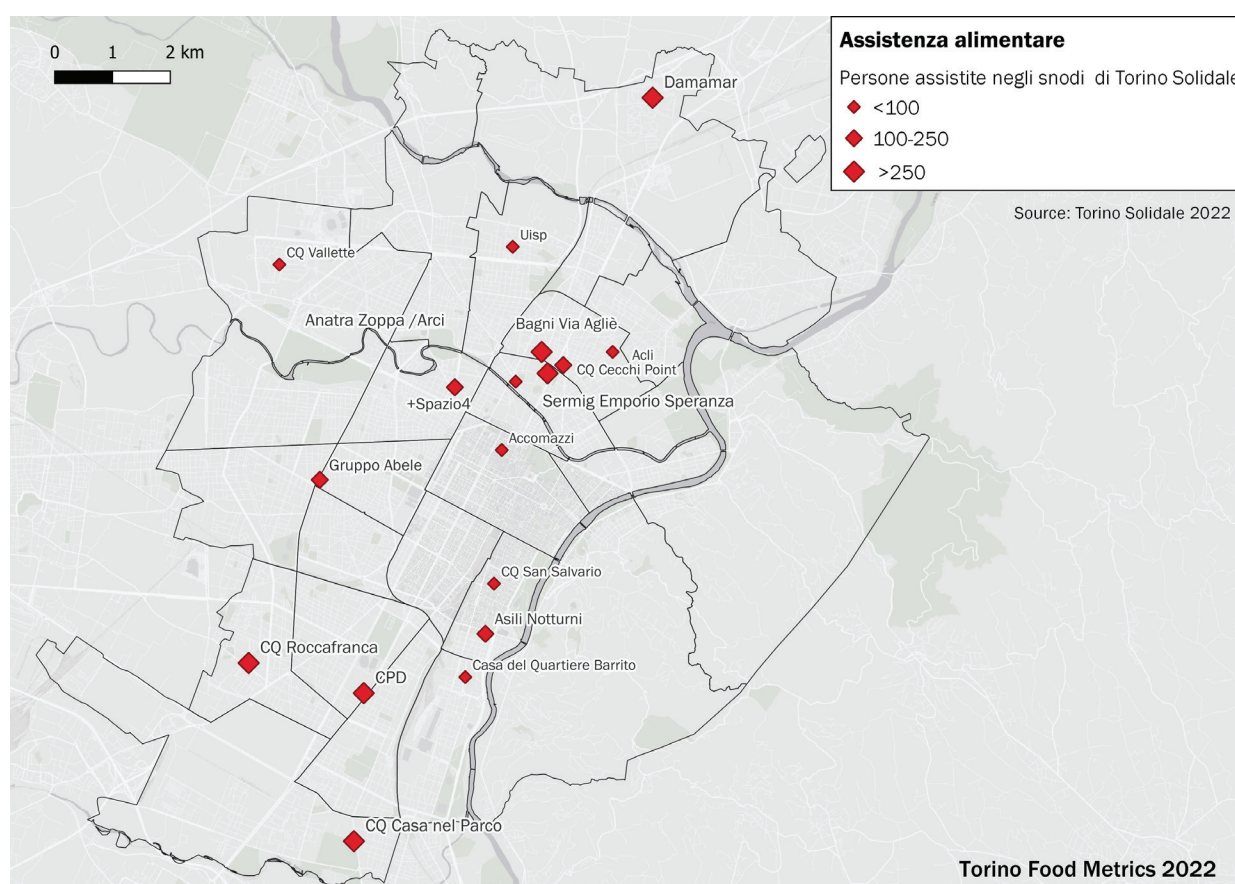 0 1 2 km
Assistenza alimentare
Persone assistite negli snodi di Torino Solidale
<100
100-250
>250
Source: Torino Solidale 2022
Damamar
Uisp
CQ Vallette
Anatra Zoppa /Arci
Bagni Via Agliè
Acli
CQ Cecchi Point
+Spazio4
Sermig Emporio Speranza
Accomazzi
Gruppo Abele
CQ San Salvario
Asili Notturni
CQ Roccafranca
Casa del Quartiere Barrito
CPD
CQ Casa nel Parco
Torino Food Metrics 2022